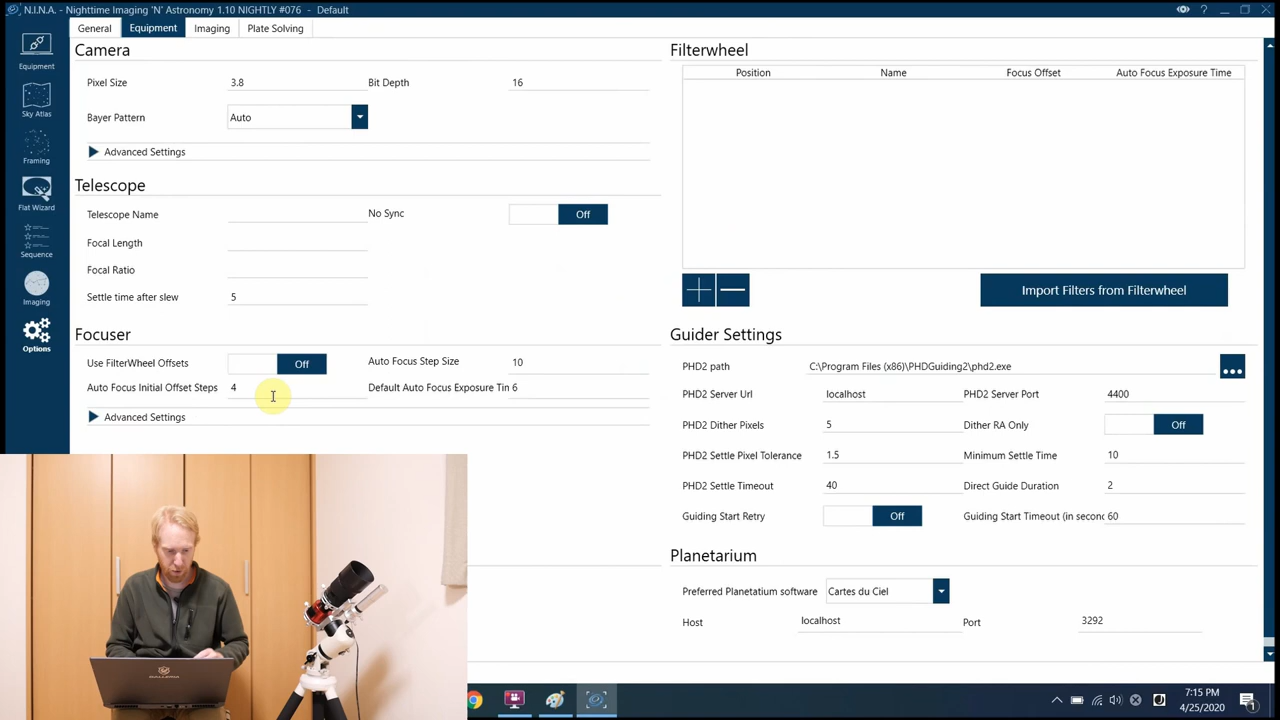 N.I.N.A. - Nighttime Imaging 'N' Astronomy 1.10 NIGHTLY #076 - Default
General Equipment Imaging Plate Solving
Equipment
Sky Atlas
Framing
Flat Wizard
Sequence
Imaging
Options
Camera
Pixel Size 3.8 Bit Depth 16
Bayer Pattern Auto
Advanced Settings
Telescope
Telescope Name No Sync Off
Focal Length
Focal Ratio
Settle time after slew 5
Focuser
Use FilterWheel Offsets Off Auto Focus Step Size 10
Auto Focus Initial Offset Steps 4 Default Auto Focus Exposure Tin 6
Advanced Settings
Filterwheel
Position Name Focus Offset Auto Focus Exposure Time
Import Filters from Filterwheel
Guider Settings
PHD2 path C:\Program Files (x86)\PHDGuiding2\phd2.exe
PHD2 Server Url localhost PHD2 Server Port 4400
PHD2 Dither Pixels 5 Dither RA Only Off
PHD2 Settle Pixel Tolerance 1.5 Minimum Settle Time 10
PHD2 Settle Timeout 40 Direct Guide Duration 2
Guiding Start Retry Off Guiding Start Timeout (in seconc 60
Planetarium
Preferred Planetatium software Cartes du Ciel
Host localhost Port 3292
GALLERIA
7:15 PM
4/25/2020
1